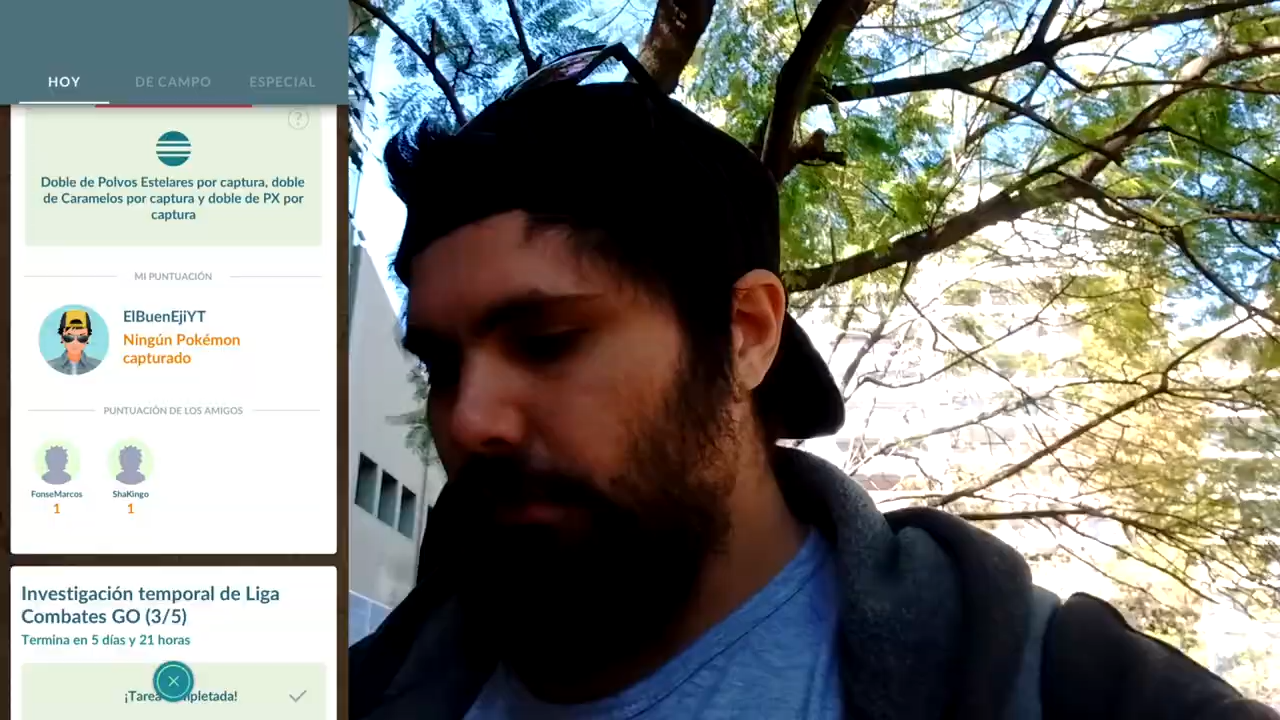 HOY DE CAMPO ESPECIAL
?
Doble de Polvos Estelares por captura, doble
de Caramelos por captura y doble de PX por
captura
MI PUNTUACIÓN
ElBuenEjiYT
Ningún Pokémon
capturado
PUNTUACIÓN DE LOS AMIGOS
FonseMarcos ShaKingo
1 1
Investigación temporal de Liga
Combates GO (3/5)
Termina en 5 días y 21 horas